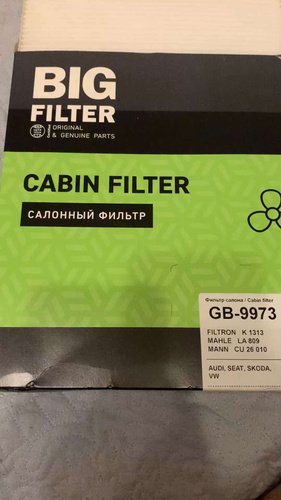 BIG
FILTER
ORIGINAL
& GENUINE PARTS
CABIN FILTER
САЛОННЫЙ ФИЛЬТР
Фильтр салона / Cabin filter
GB-9973
FILTRON K 1313
MAHLE LA 809
MANN CU 26 010
AUDI, SEAT, SKODA,
VW